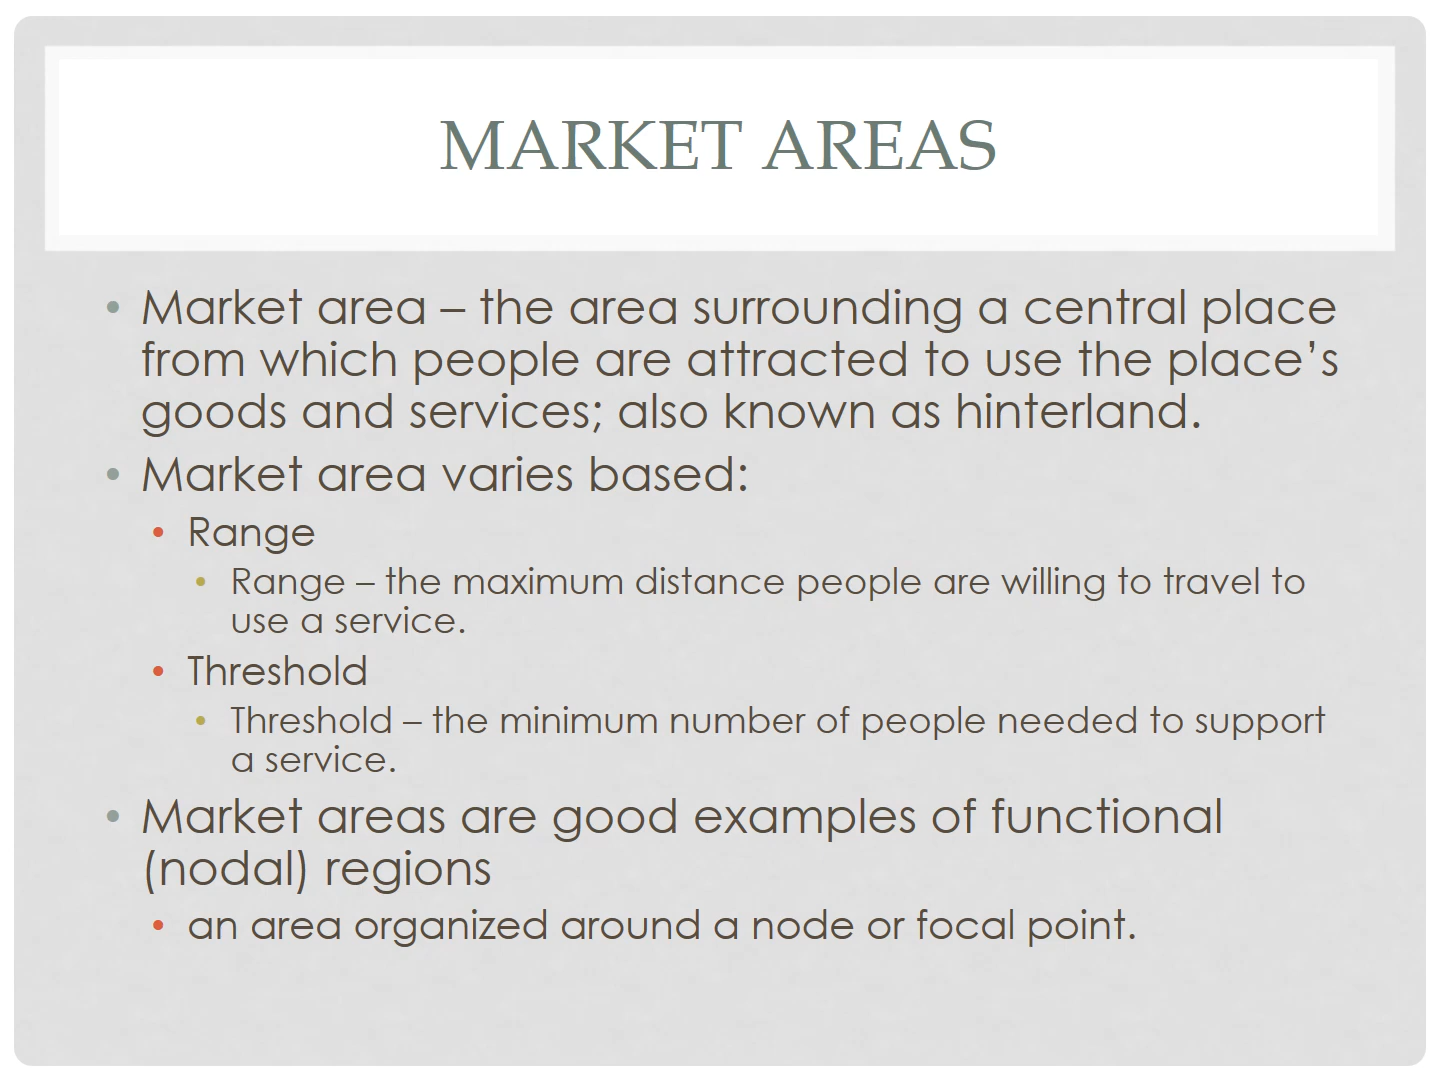 MARKET AREAS
• Market area – the area surrounding a central place
from which people are attracted to use the place’s
goods and services; also known as hinterland.
• Market area varies based:
• Range
• Range – the maximum distance people are willing to travel to
use a service.
• Threshold
• Threshold – the minimum number of people needed to support
a service.
• Market areas are good examples of functional
(nodal) regions
• an area organized around a node or focal point.